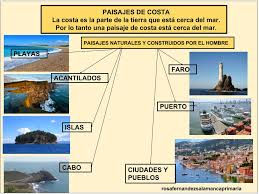 PAISAJES DE COSTA
La costa es la parte de la tierra que está cerca del mar.
Por lo tanto una paisaje de costa está cerca del mar.
PAISAJES NATURALES Y CONSTRUIDOS POR EL HOMBRE
PLAYAS
FARO
ACANTILADOS
PUERTO
ISLAS
CABO
CIUDADES Y
PUEBLOS
rosafernandezsalamancaprimaria